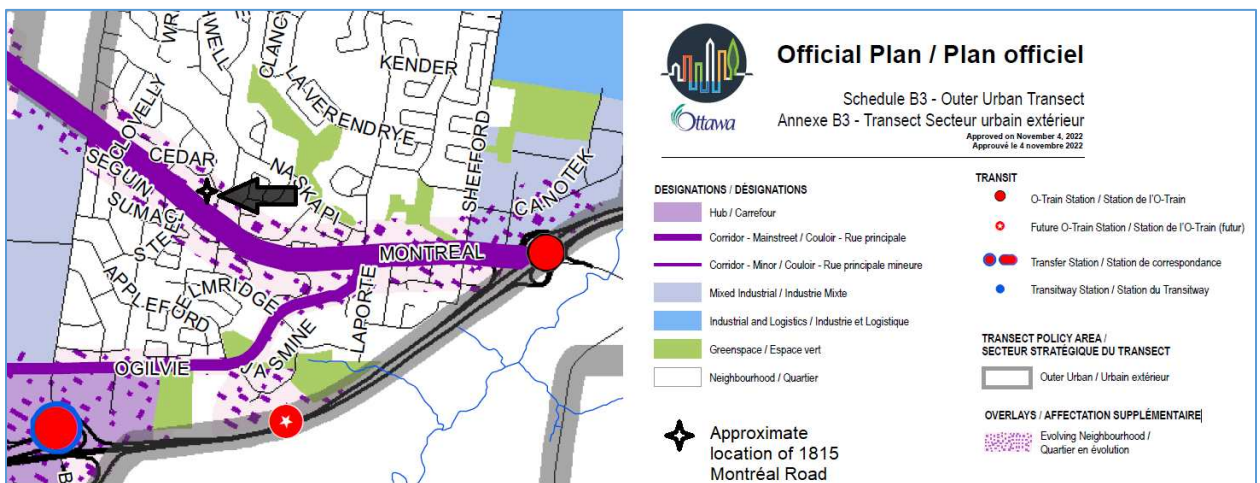 WR
HWELL
CLANCY
KENDER
LAVERENDRYE
CLOVELLY
SHEFFORD
CEDAR
CANOTEK
SEGUIN
NASKAPI
SUMAC
STEE
MONTREAL
ELMRIDGE
APPLEFORD
LAPORTE
JASMINE
OGILVIE
B
Ottawa
Official Plan / Plan officiel
Schedule B3 - Outer Urban Transect
Annexe B3 - Transect Secteur urbain extérieur
Approved on November 4, 2022
Approuvé le 4 novembre 2022
DESIGNATIONS / DÉSIGNATIONS
Hub / Carrefour
Corridor - Mainstreet / Couloir - Rue principale
Corridor - Minor / Couloir - Rue principale mineure
Mixed Industrial / Industrie Mixte
Industrial and Logistics / Industrie et Logistique
Greenspace / Espace vert
Neighbourhood / Quartier
Approximate
location of 1815
Montréal Road
TRANSIT
O-Train Station / Station de l'O-Train
Future O-Train Station / Station de l'O-Train (futur)
Transfer Station / Station de correspondance
Transitway Station / Station du Transitway
TRANSECT POLICY AREA /
SECTEUR STRATÉGIQUE DU TRANSECT
Outer Urban / Urbain extérieur
OVERLAYS / AFFECTATION SUPPLÉMENTAIRE
Evolving Neighbourhood /
Quartier en évolution